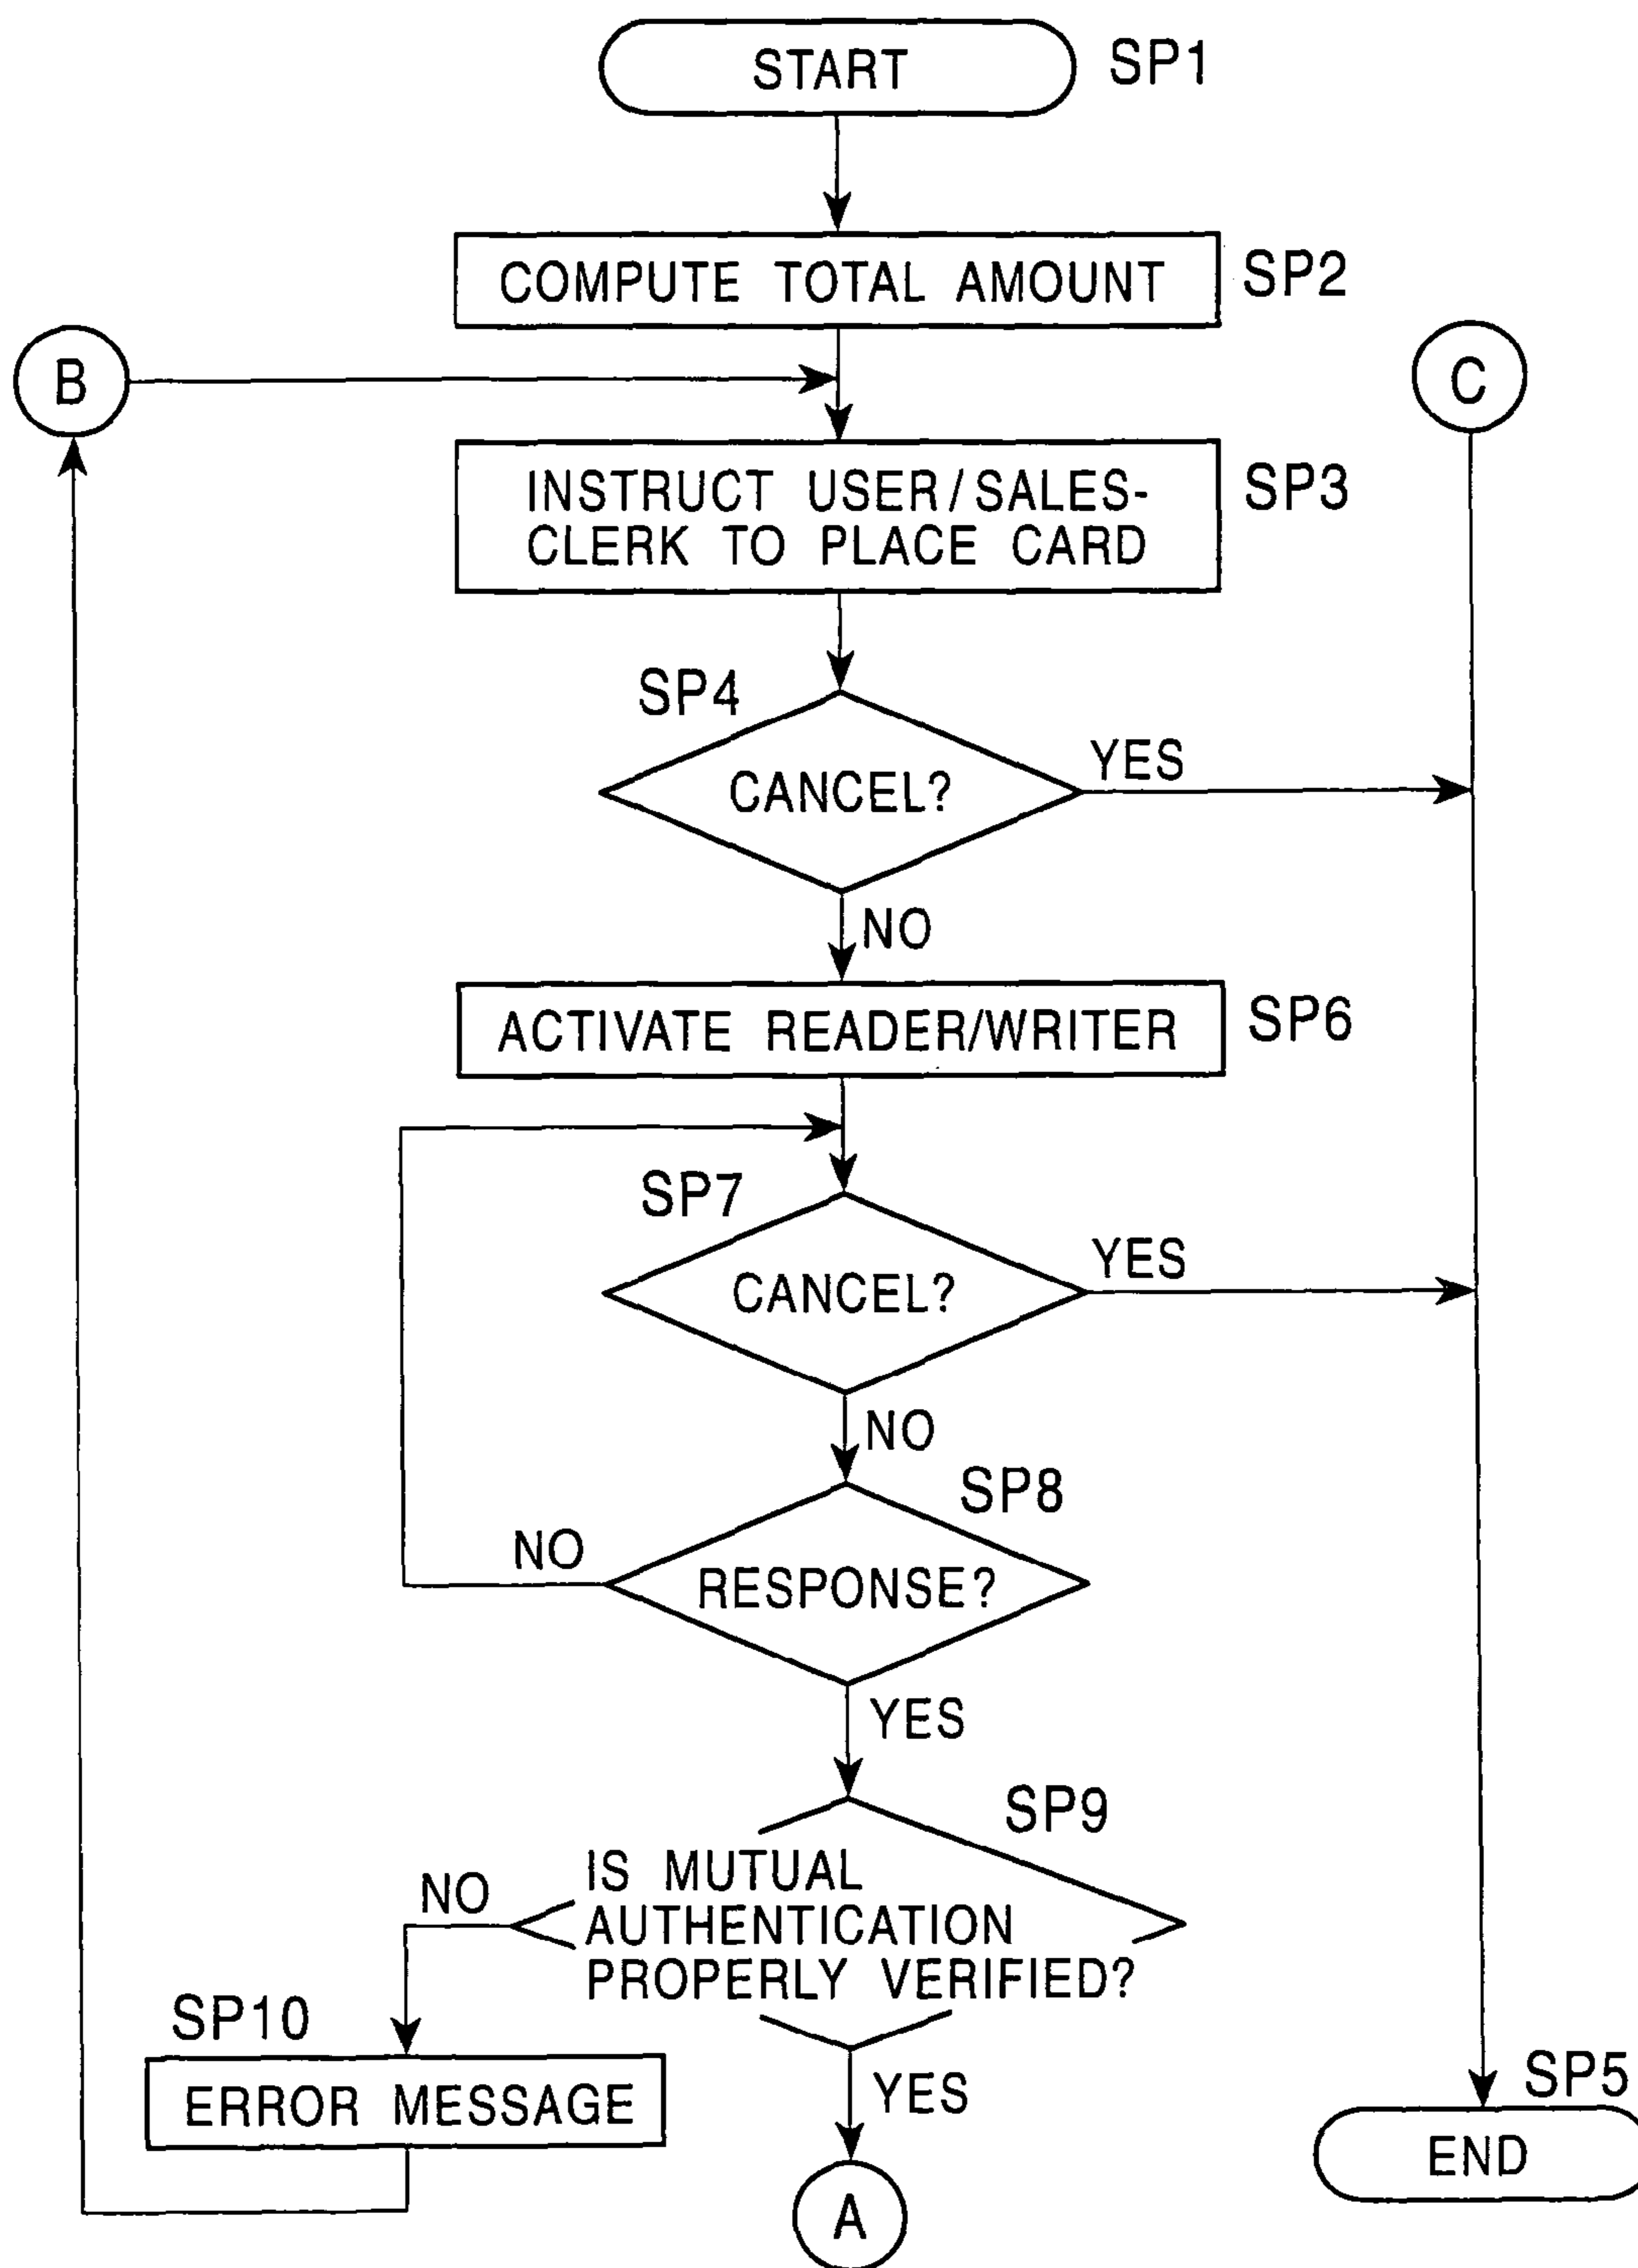 START
SP1
COMPUTE TOTAL AMOUNT
SP2
B
C
INSTRUCT USER/SALES-
CLERK TO PLACE CARD
SP3
SP4
CANCEL?
YES
NO
ACTIVATE READER/WRITER
SP6
SP7
CANCEL?
YES
NO
SP8
RESPONSE?
NO
YES
SP9
IS MUTUAL
AUTHENTICATION
PROPERLY VERIFIED?
NO
YES
SP10
ERROR MESSAGE
SP5
END
A